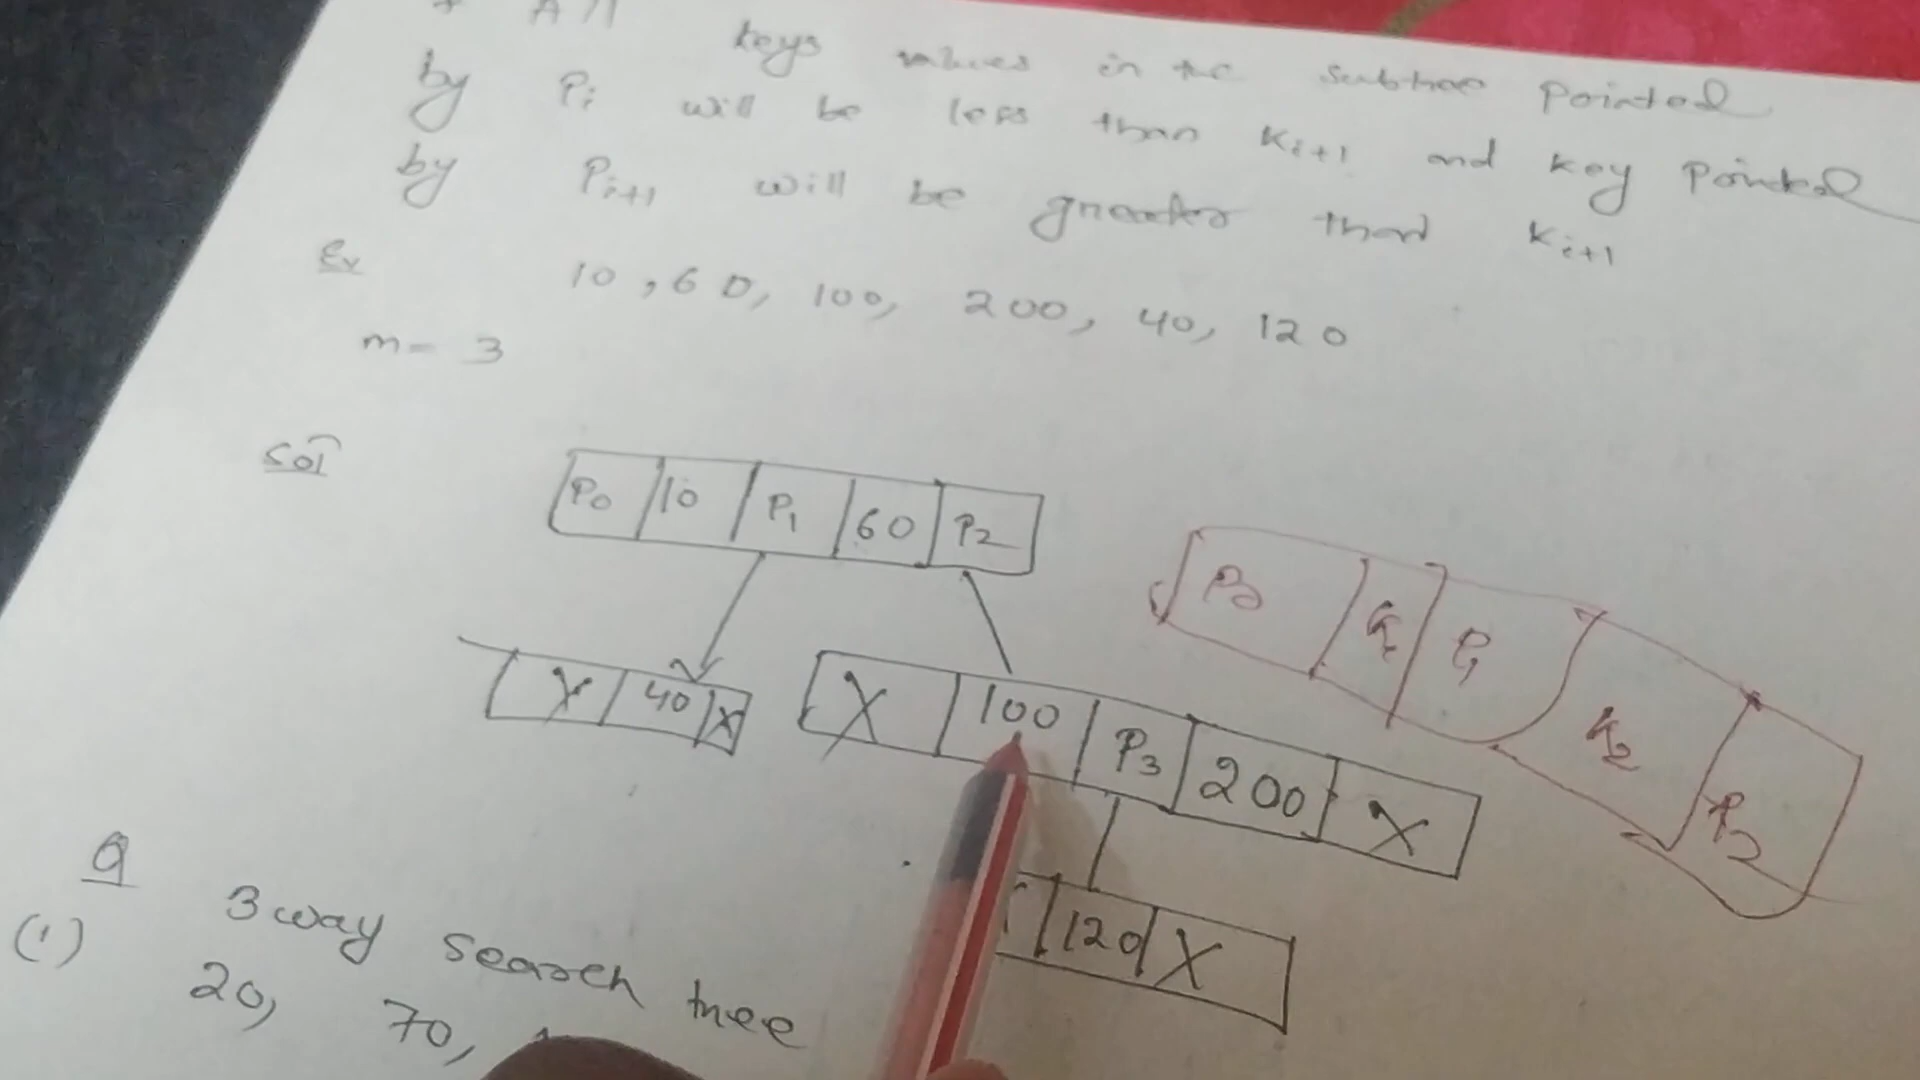 * All keys values in the subtree pointed
by Pi will be less than Ki+1 and key pointed
by Pi+1 will be greater than Ki+1
Ex 10, 60, 100, 200, 40, 120
m = 3
Sol
P0 10 P1 60 P2
P0 K1 P1 K2 P2
X 40 X
X 100 P3 200 X
120 X
Q 3 way search tree
(1) 20, 70,